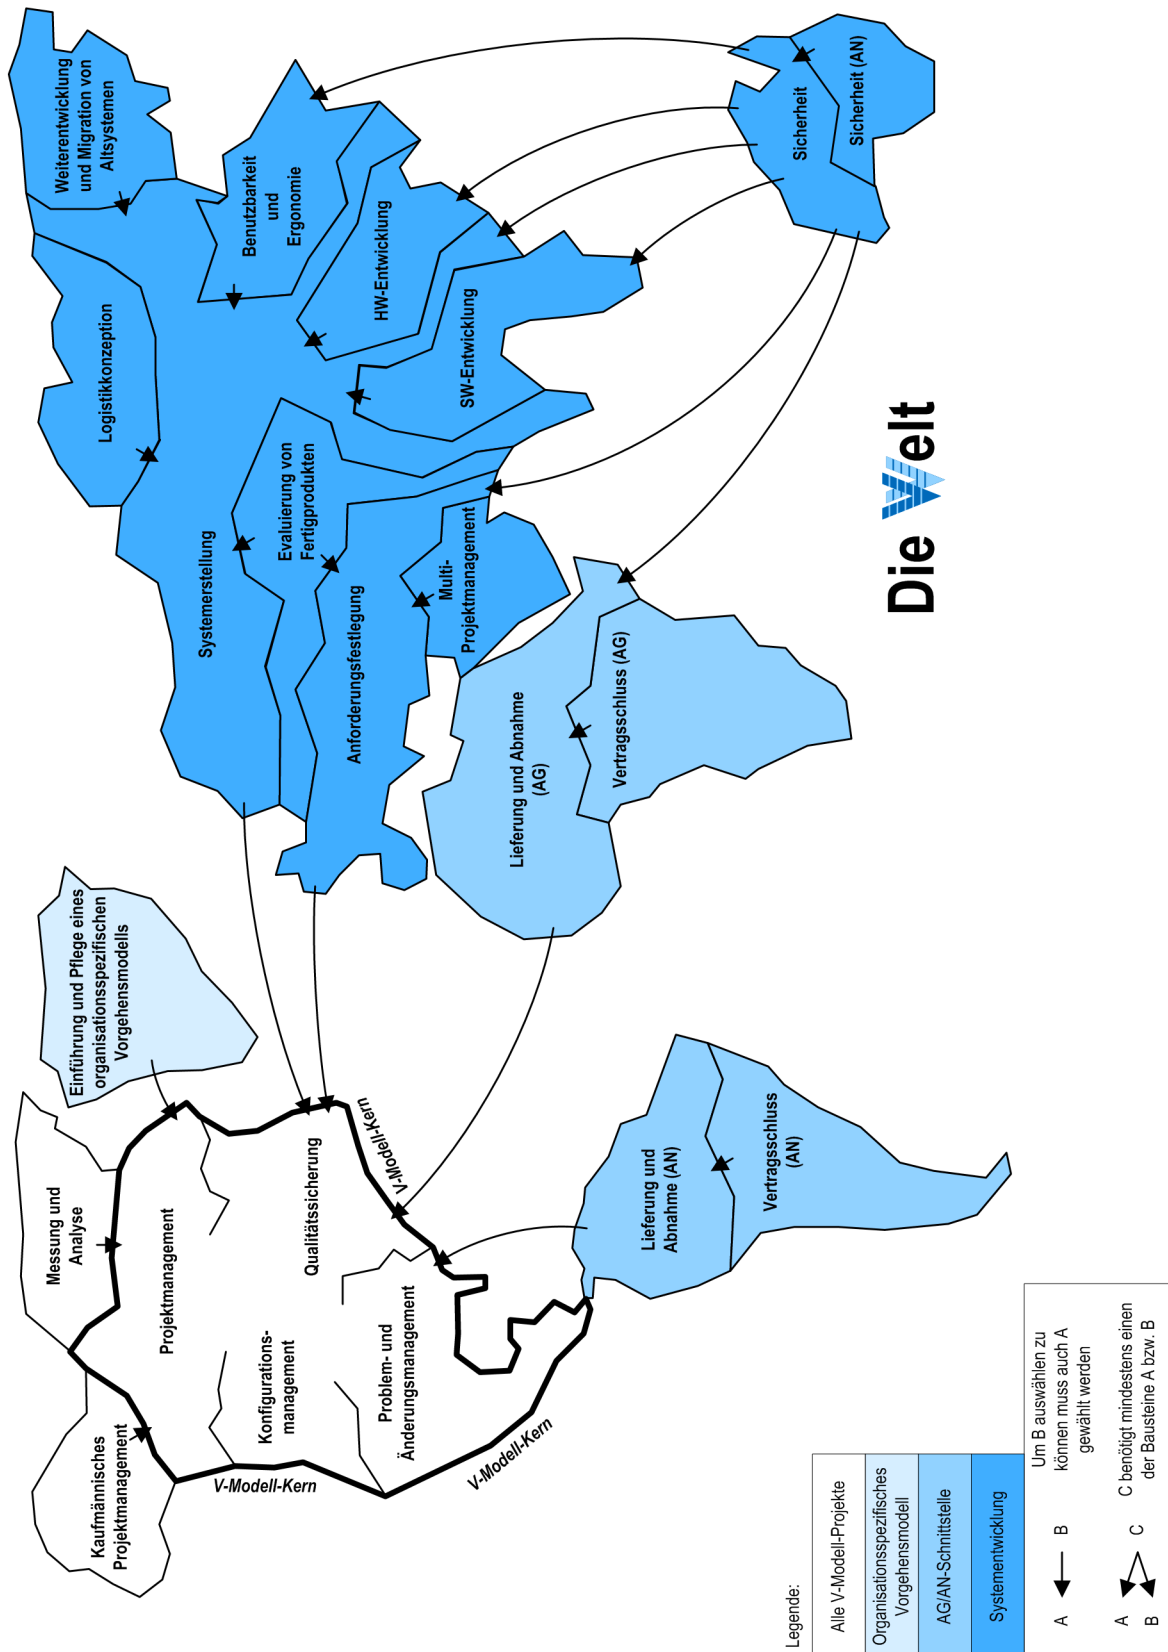 Kaufmännisches
Projektmanagement
Messung und
Analyse
Einführung und Pflege eines
organisationsspezifischen
Vorgehensmodells
Projektmanagement
Konfigurations-
management
Qualitätssicherung
Problem- und
Änderungsmanagement
V-Modell-Kern
V-Modell-Kern
V-Modell-Kern
Logistikkonzeption
Weiterentwicklung
und Migration von
Altsystemen
Systemerstellung
Benutzbarkeit
und
Ergonomie
Evaluierung von
Fertigprodukten
HW-Entwicklung
SW-Entwicklung
Anforderungsfestlegung
Multi-
Projektmanagement
Lieferung und Abnahme
(AG)
Vertragsschluss (AG)
Sicherheit
Sicherheit (AN)
Lieferung und
Abnahme (AN)
Vertragsschluss
(AN)
Die Welt
Legende:
Alle V-Modell-Projekte
Organisationsspezifisches
Vorgehensmodell
AG/AN-Schnittstelle
Systementwicklung
A B
Um B auswählen zu
können muss auch A
gewählt werden
A
B
C
C benötigt mindestens einen
der Bausteine A bzw. B